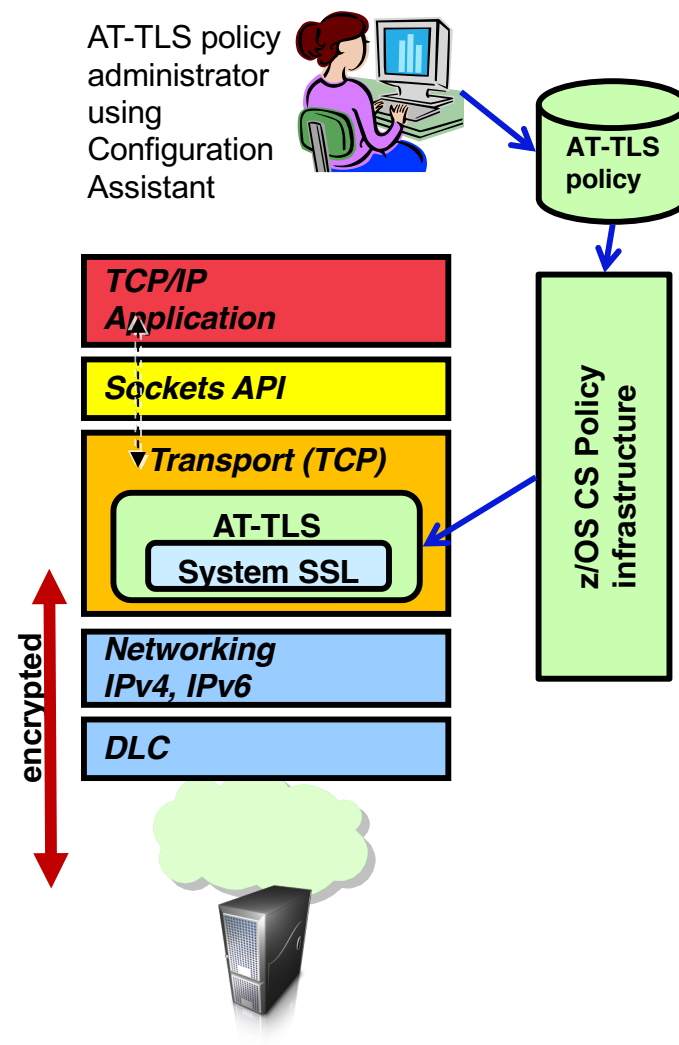 AT-TLS policy
administrator
using
Configuration
Assistant
AT-TLS
policy
TCP/IP
Application
Sockets API
Transport (TCP)
AT-TLS
System SSL
z/OS CS Policy
infrastructure
Networking
IPv4, IPv6
DLC
encrypted